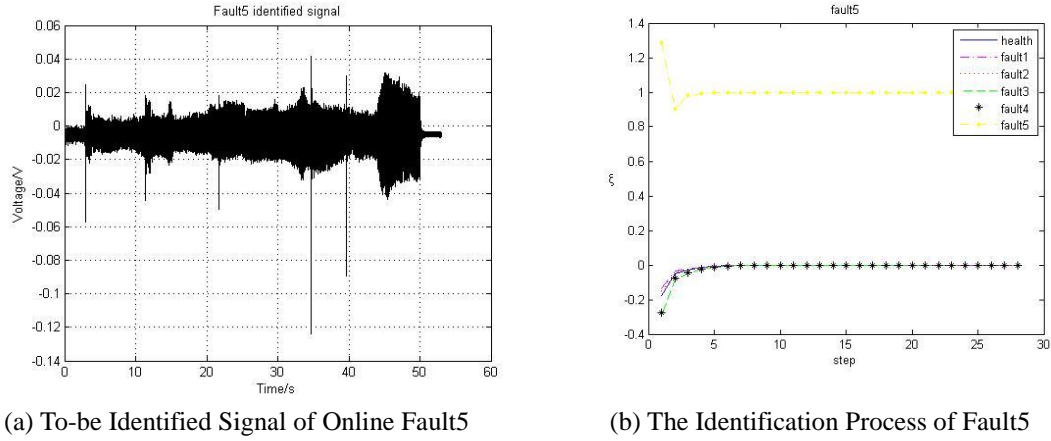 Fault5 identified signal
0.06
0.04
0.02
0
-0.02
-0.04
-0.06
-0.08
-0.1
-0.12
-0.14
Voltage/V
0 10 20 30 40 50 60
Time/s
(a) To-be Identified Signal of Online Fault5
fault5
1.4
1.2
1
0.8
0.6
0.4
0.2
0
-0.2
-0.4
ξ
health
fault1
fault2
fault3
fault4
fault5
0 5 10 15 20 25 30
step
(b) The Identification Process of Fault5